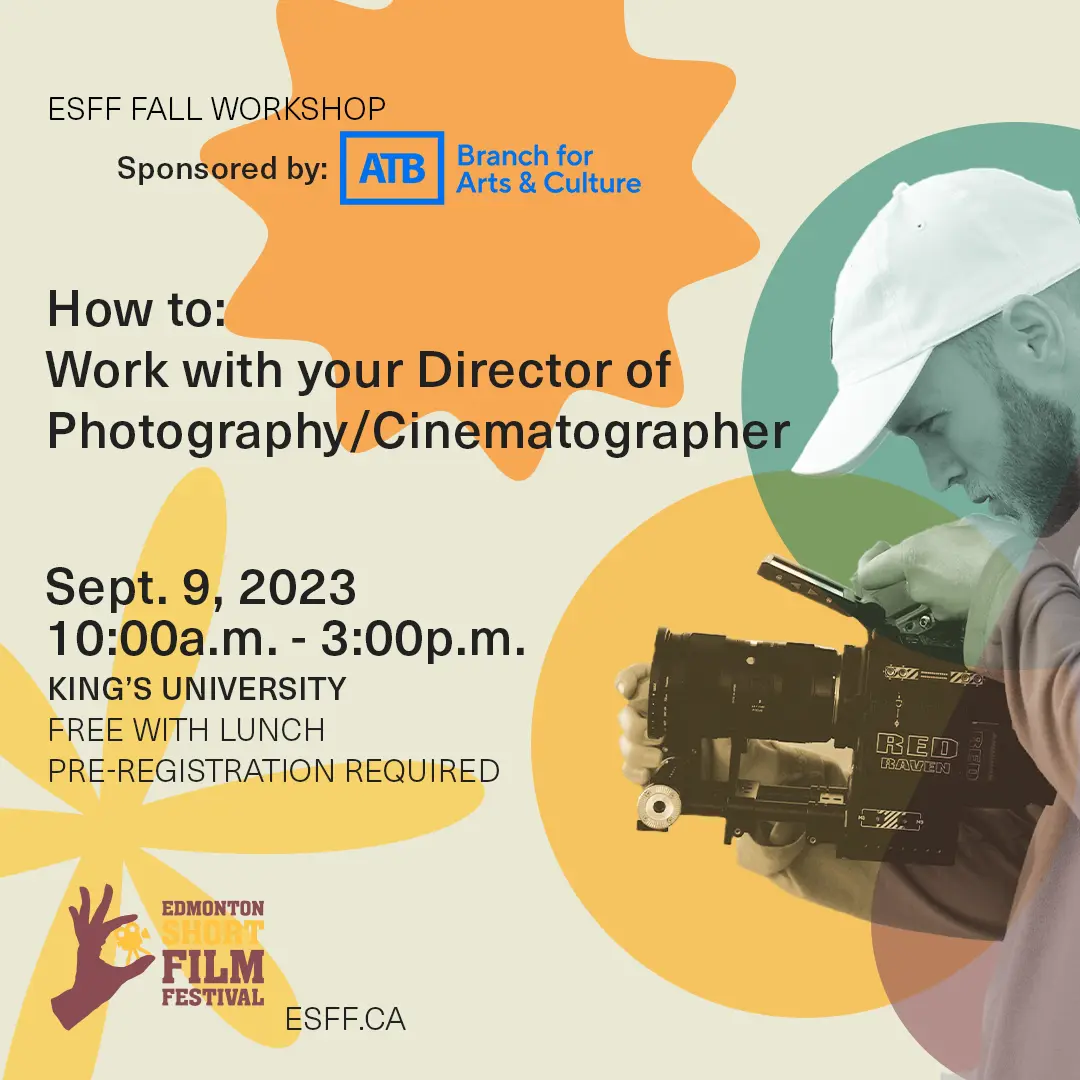 ESFF FALL WORKSHOP
Sponsored by: ATB Branch for
Arts & Culture
How to:
Work with your Director of
Photography/Cinematographer
Sept. 9, 2023
10:00a.m. - 3:00p.m.
KING'S UNIVERSITY
FREE WITH LUNCH
PRE-REGISTRATION REQUIRED
RED
RAVEN
RED
EDMONTON
SHORT
FILM
FESTIVAL
ESFF.CA